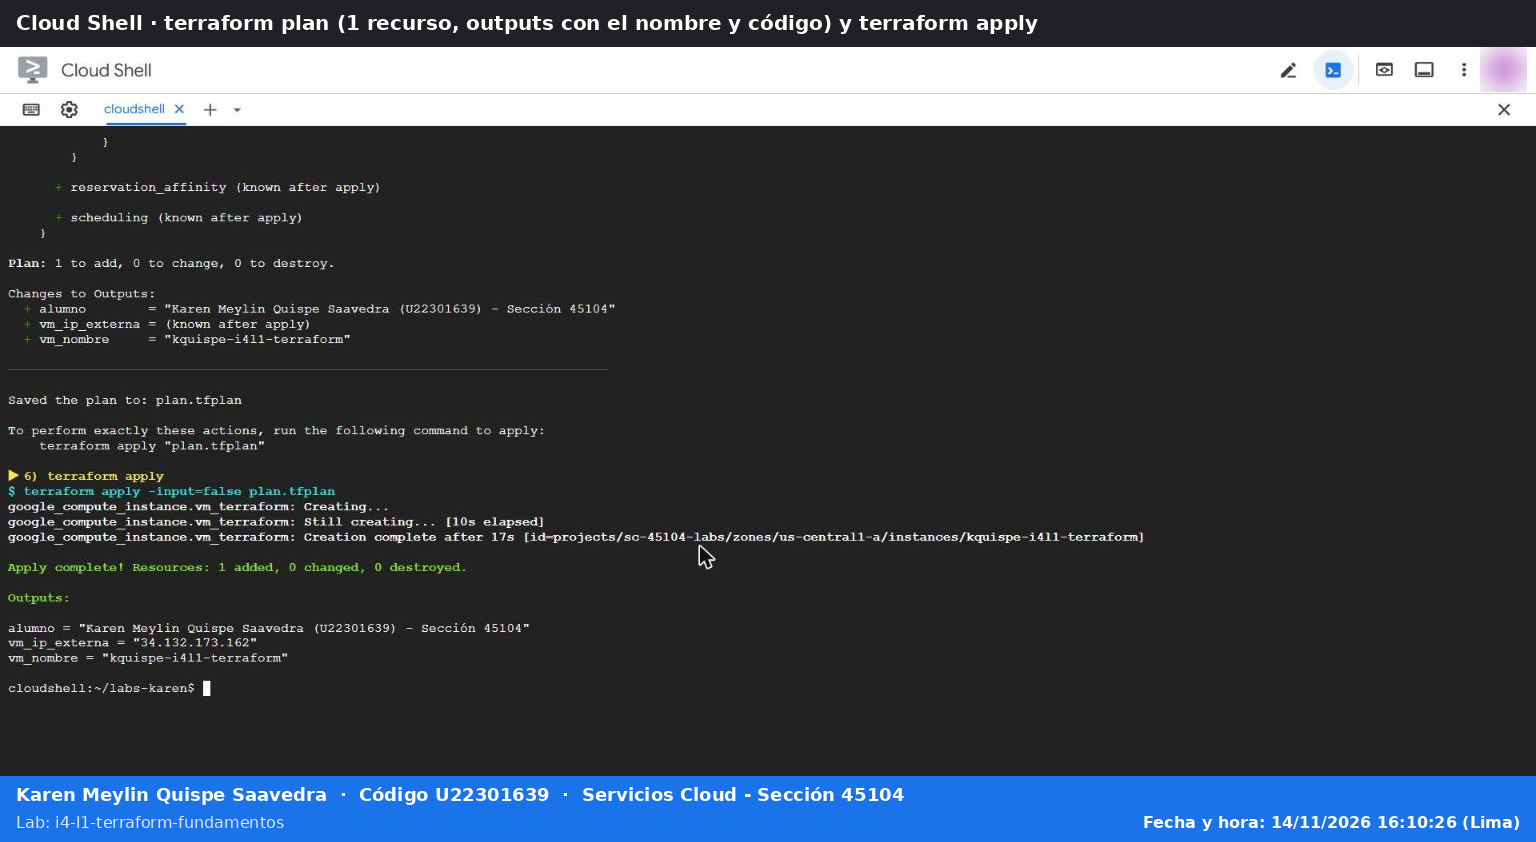 Cloud Shell · terraform plan (1 recurso, outputs con el nombre y código) y terraform apply
Cloud Shell
cloudshell
}
}
+ reservation_affinity (known after apply)
+ scheduling (known after apply)
}
Plan: 1 to add, 0 to change, 0 to destroy.
Changes to Outputs:
+ alumno = "Karen Meylin Quispe Saavedra (U22301639) - Sección 45104"
+ vm_ip_externa = (known after apply)
+ vm_nombre = "kquispe-i4l1-terraform"
Saved the plan to: plan.tfplan
To perform exactly these actions, run the following command to apply:
terraform apply "plan.tfplan"
▶ 6) terraform apply
$ terraform apply -input=false plan.tfplan
google_compute_instance.vm_terraform: Creating...
google_compute_instance.vm_terraform: Still creating... [10s elapsed]
google_compute_instance.vm_terraform: Creation complete after 17s [id=projects/sc-45104-labs/zones/us-central1-a/instances/kquispe-i4l1-terraform]
Apply complete! Resources: 1 added, 0 changed, 0 destroyed.
Outputs:
alumno = "Karen Meylin Quispe Saavedra (U22301639) - Sección 45104"
vm_ip_externa = "34.132.173.162"
vm_nombre = "kquispe-i4l1-terraform"
cloudshell:~/labs-karen$
Karen Meylin Quispe Saavedra · Código U22301639 · Servicios Cloud - Sección 45104
Lab: i4-l1-terraform-fundamentos
Fecha y hora: 14/11/2026 16:10:26 (Lima)